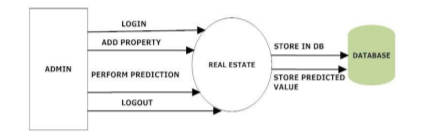 LOGIN
ADD PROPERTY
ADMIN
PERFORM PREDICTION
LOGOUT
REAL ESTATE
STORE IN DB
STORE PREDICTED
VALUE
DATABASE